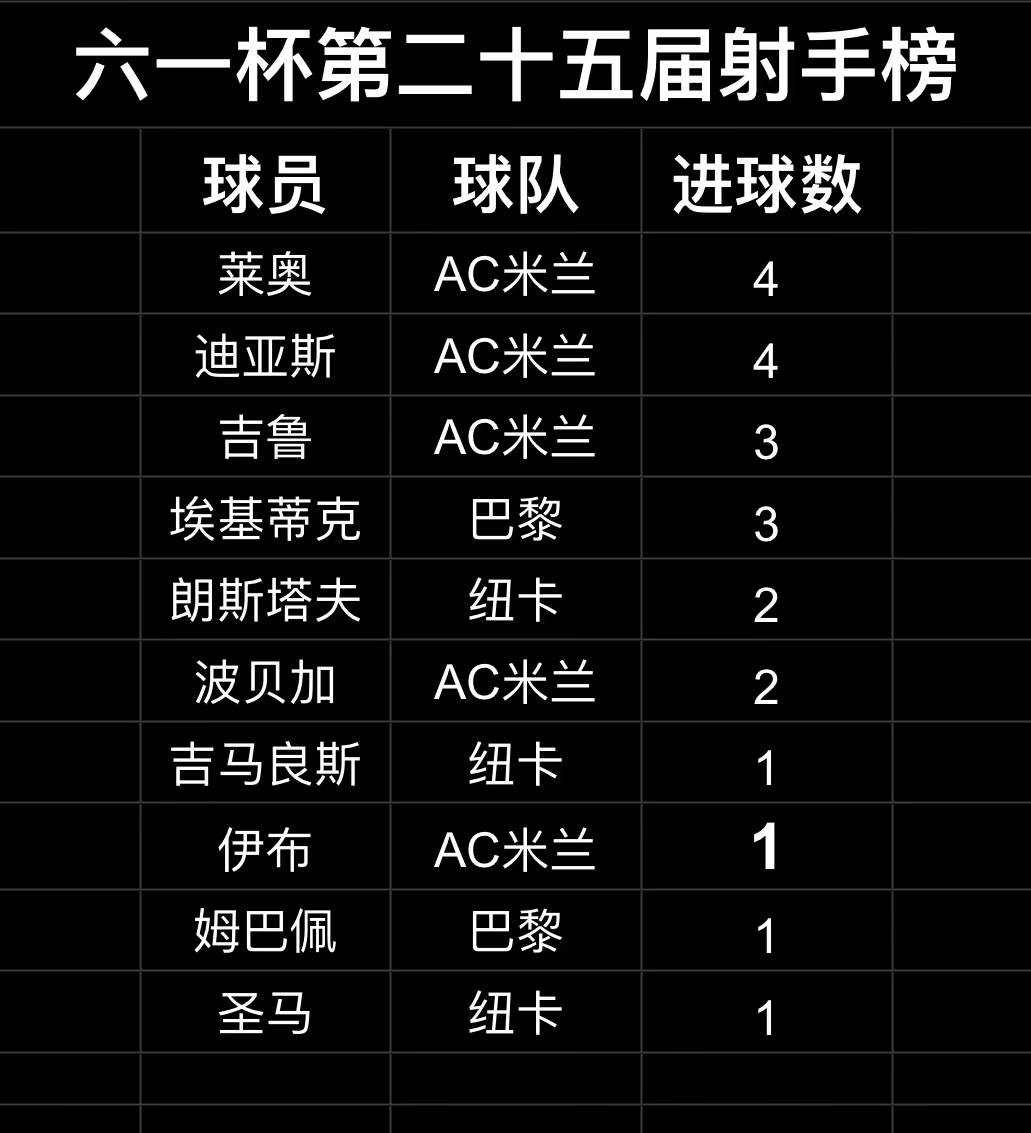 六一杯第二十五届射手榜
球员 球队 进球数
莱奥 AC米兰 4
迪亚斯 AC米兰 4
吉鲁 AC米兰 3
埃基蒂克 巴黎 3
朗斯塔夫 纽卡 2
波贝加 AC米兰 2
吉马良斯 纽卡 1
伊布 AC米兰 1
姆巴佩 巴黎 1
圣马 纽卡 1